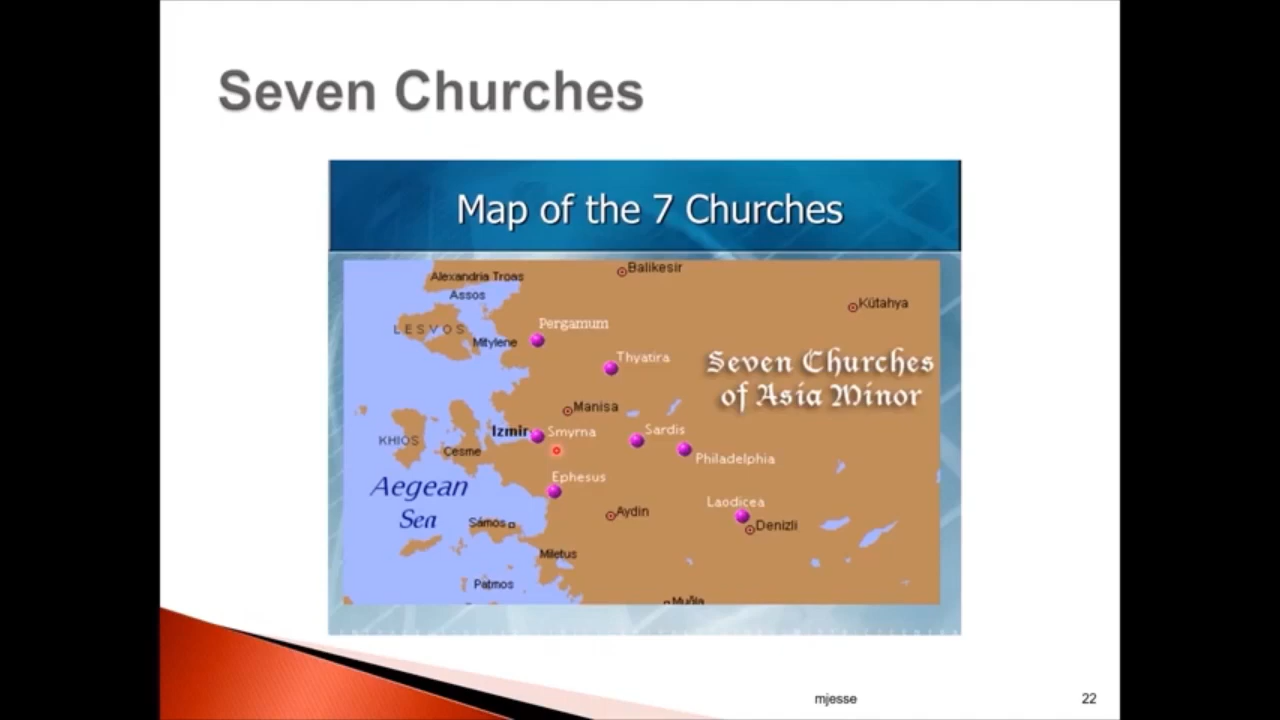 Seven Churches
Map of the 7 Churches
Balikesir
Alexandria Troas
Assos
Kütahya
LESVOS
Pergamum
Mitylene
Thyatira
Seven Churches
of Asia Minor
Manisa
Izmir
Smyrna
Sardis
KHIOS
Cesme
Philadelphia
Ephesus
Aegean
Sea
Laodicea
Sámos
Aydin
Denizli
Miletus
Patmos
Muğla
mjesse
22